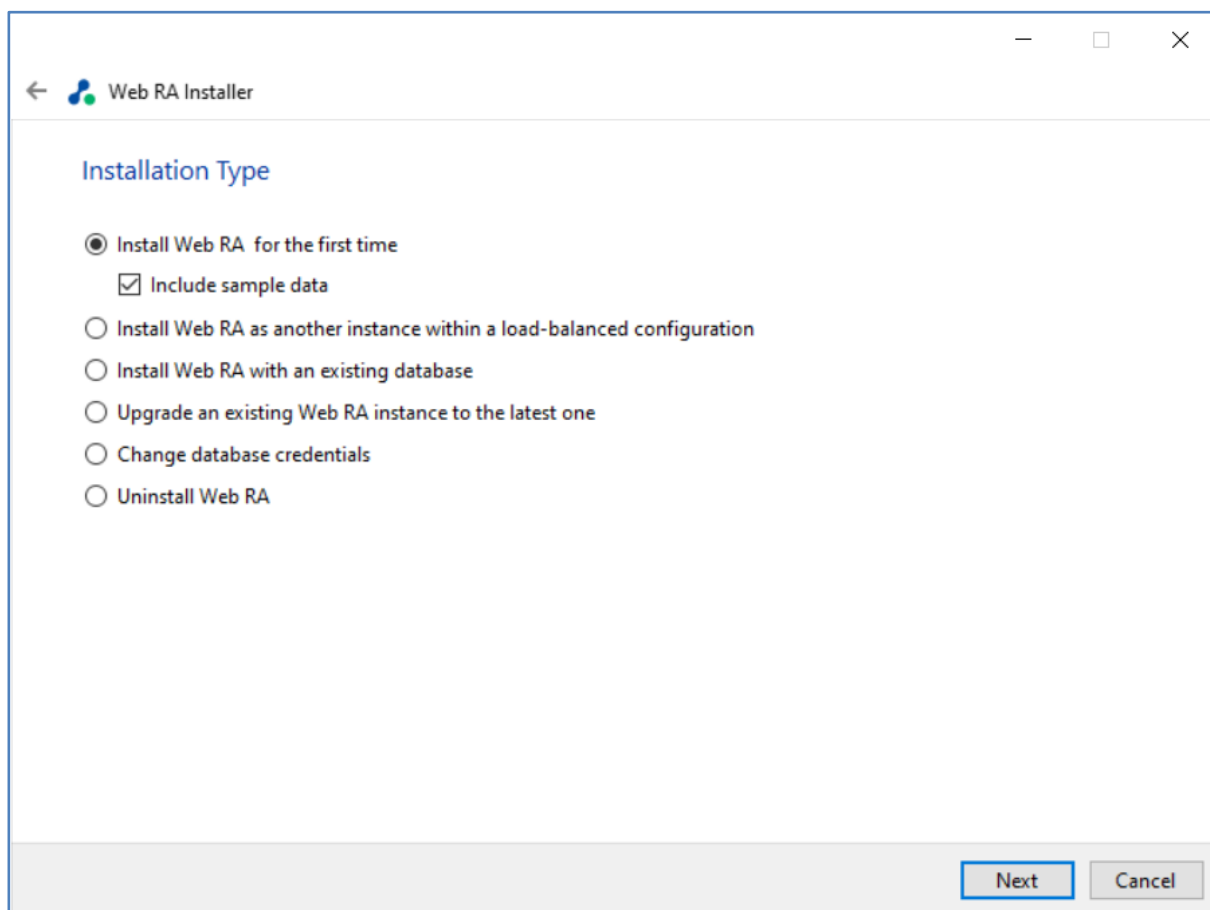 Web RA Installer
Installation Type
Install Web RA for the first time
Include sample data
Install Web RA as another instance within a load-balanced configuration
Install Web RA with an existing database
Upgrade an existing Web RA instance to the latest one
Change database credentials
Uninstall Web RA
Next Cancel